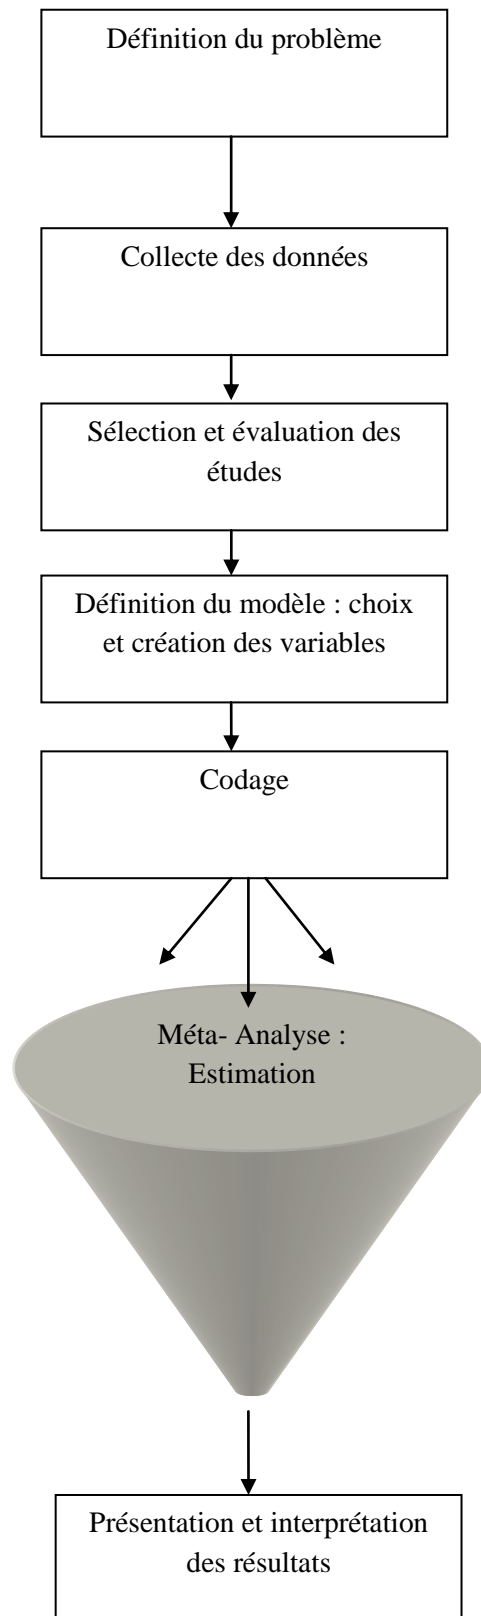 Définition du problème
Collecte des données
Sélection et évaluation des
études
Définition du modèle : choix
et création des variables
Codage
Méta- Analyse :
Estimation
Présentation et interprétation
des résultats